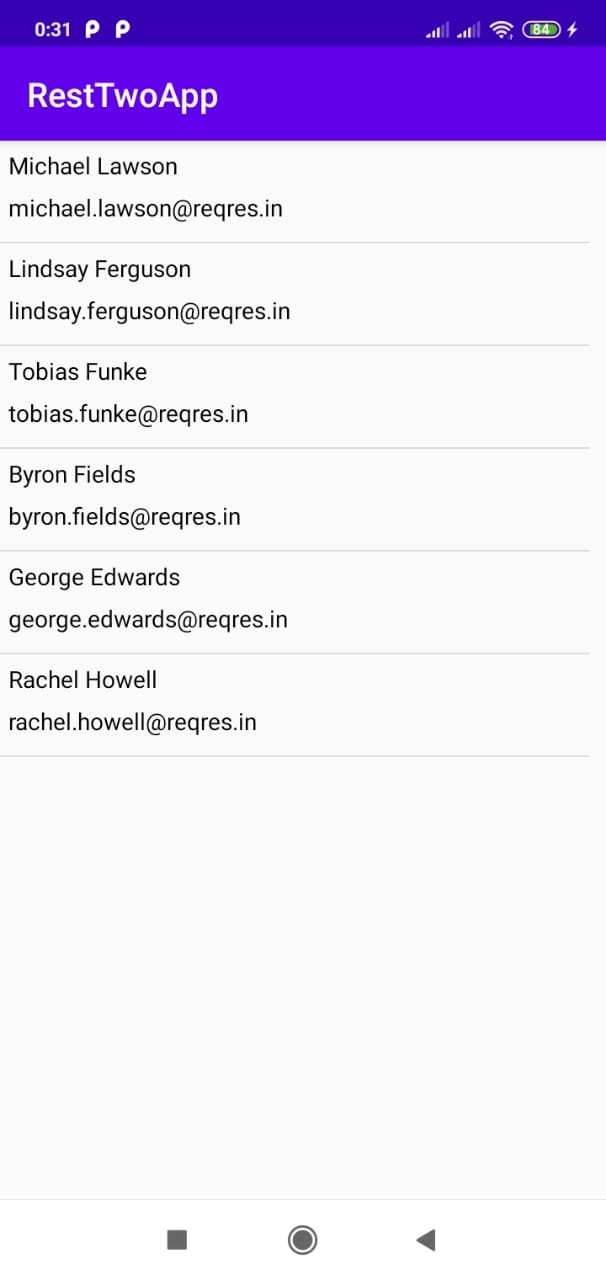 0:31 P P 84
RestTwoApp
Michael Lawson
michael.lawson@reqres.in
Lindsay Ferguson
lindsay.ferguson@reqres.in
Tobias Funke
tobias.funke@reqres.in
Byron Fields
byron.fields@reqres.in
George Edwards
george.edwards@reqres.in
Rachel Howell
rachel.howell@reqres.in